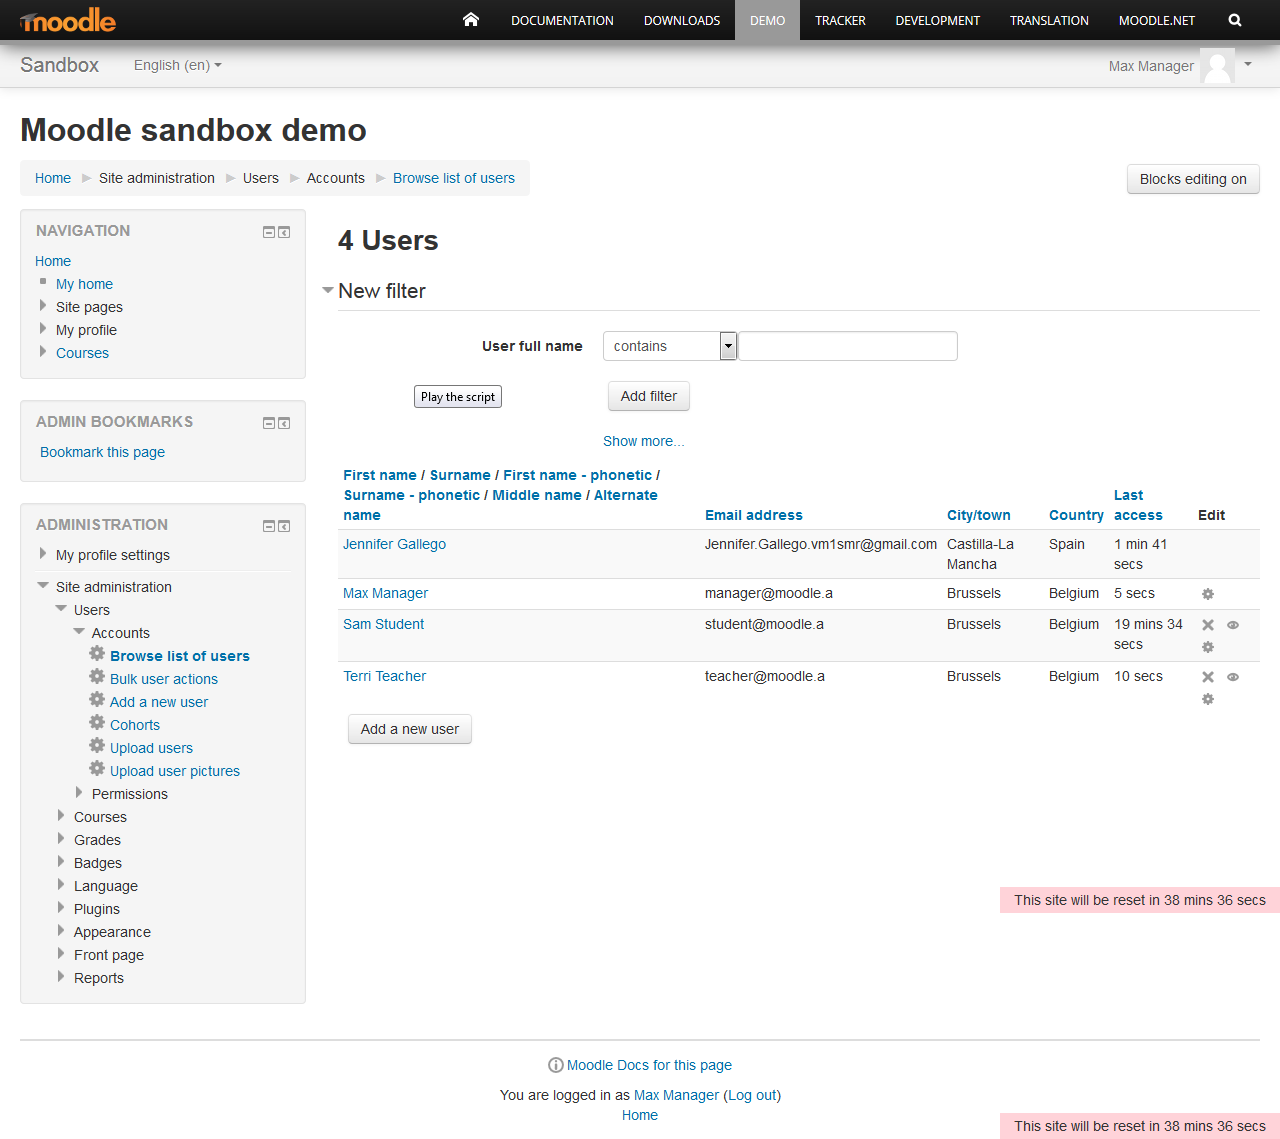 moodle
DOCUMENTATION DOWNLOADS DEMO TRACKER DEVELOPMENT TRANSLATION MOODLE.NET
Sandbox English (en) Max Manager
Moodle sandbox demo
Home Site administration Users Accounts Browse list of users
Blocks editing on
NAVIGATION
Home
My home
Site pages
My profile
Courses
ADMIN BOOKMARKS
Bookmark this page
ADMINISTRATION
My profile settings
Site administration
Users
Accounts
Browse list of users
Bulk user actions
Add a new user
Cohorts
Upload users
Upload user pictures
Permissions
Courses
Grades
Badges
Language
Plugins
Appearance
Front page
Reports
4 Users
New filter
User full name contains
Play the script Add filter
Show more...
First name / Surname / First name - phonetic /
Surname - phonetic / Middle name / Alternate
name
Email address City/town Country
Last
access
Edit
Jennifer Gallego Jennifer.Gallego.vm1smr@gmail.com Castilla-La Spain 1 min 41
Mancha secs
Max Manager manager@moodle.a Brussels Belgium 5 secs
Sam Student student@moodle.a Brussels Belgium 19 mins 34
secs
Terri Teacher teacher@moodle.a Brussels Belgium 10 secs
Add a new user
This site will be reset in 38 mins 36 secs
Moodle Docs for this page
You are logged in as Max Manager (Log out)
Home
This site will be reset in 38 mins 36 secs